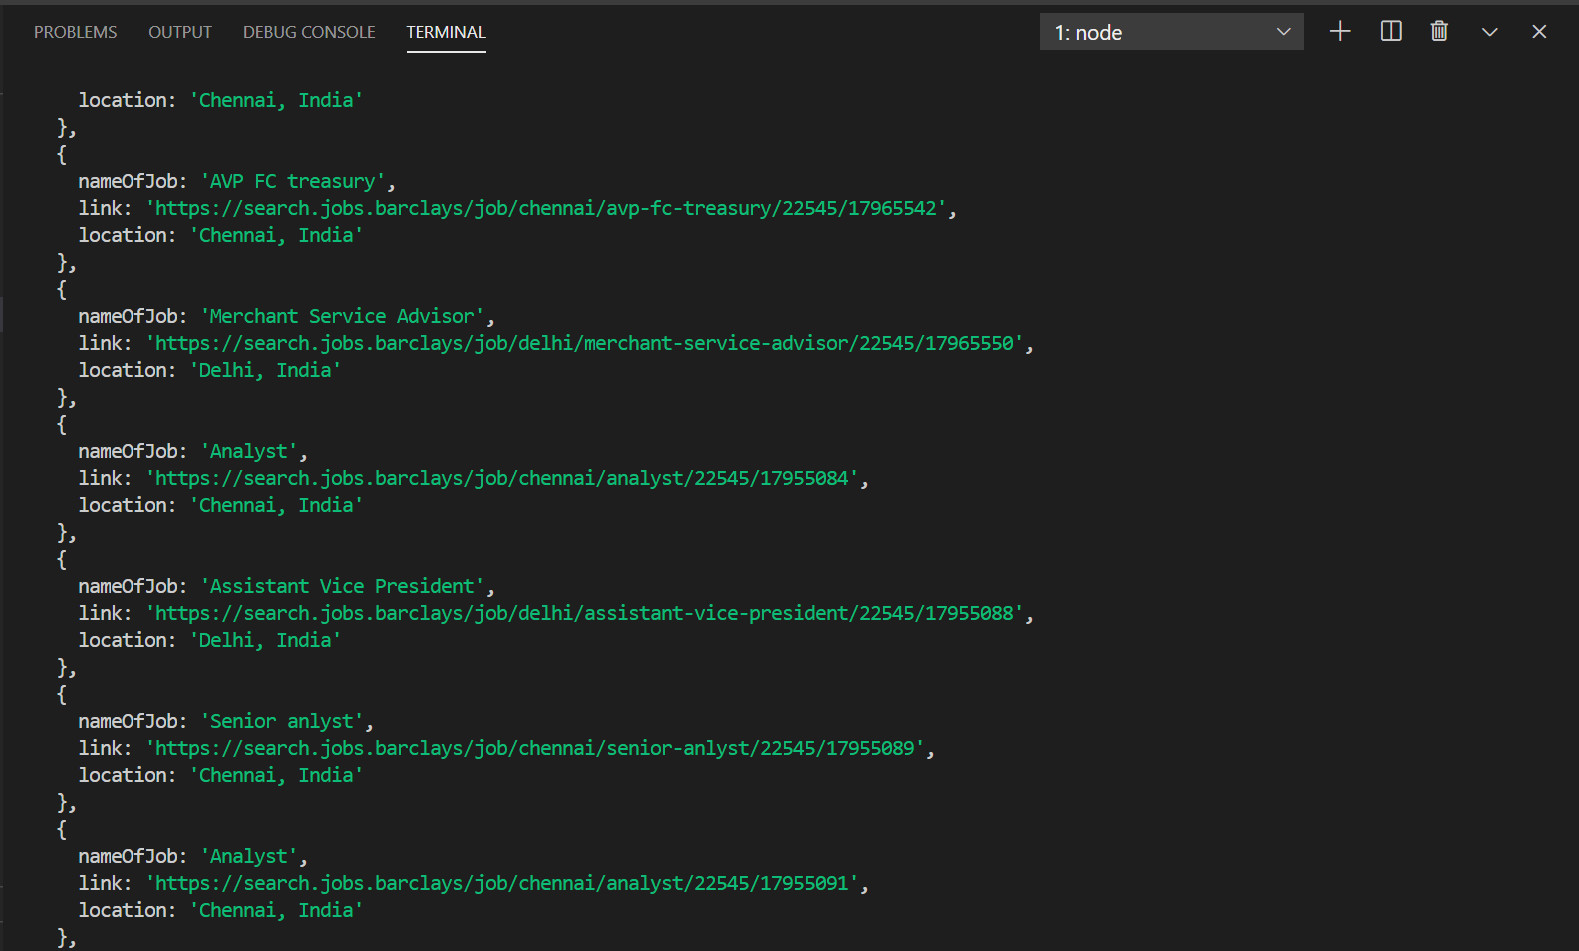 PROBLEMS OUTPUT DEBUG CONSOLE TERMINAL 1: node
location: 'Chennai, India'
},
{
nameOfJob: 'AVP FC treasury',
link: 'https://search.jobs.barclays/job/chennai/avp-fc-treasury/22545/17965542',
location: 'Chennai, India'
},
{
nameOfJob: 'Merchant Service Advisor',
link: 'https://search.jobs.barclays/job/delhi/merchant-service-advisor/22545/17965550',
location: 'Delhi, India'
},
{
nameOfJob: 'Analyst',
link: 'https://search.jobs.barclays/job/chennai/analyst/22545/17955084',
location: 'Chennai, India'
},
{
nameOfJob: 'Assistant Vice President',
link: 'https://search.jobs.barclays/job/delhi/assistant-vice-president/22545/17955088',
location: 'Delhi, India'
},
{
nameOfJob: 'Senior anlyst',
link: 'https://search.jobs.barclays/job/chennai/senior-anlyst/22545/17955089',
location: 'Chennai, India'
},
{
nameOfJob: 'Analyst',
link: 'https://search.jobs.barclays/job/chennai/analyst/22545/17955091',
location: 'Chennai, India'
},